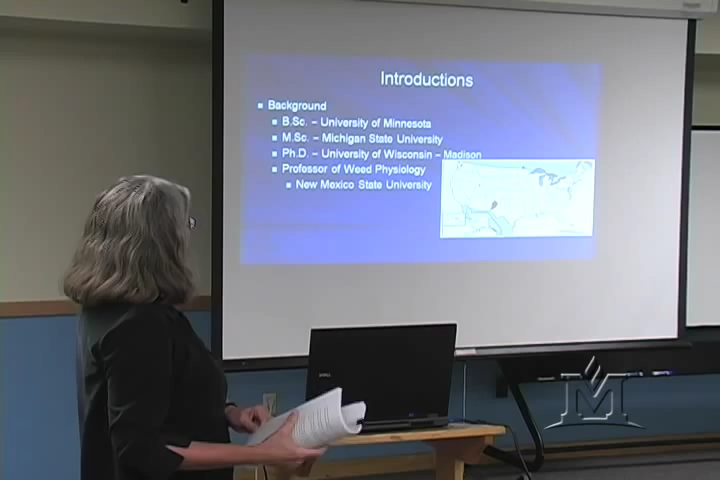 Introductions
Background
B.Sc. – University of Minnesota
M.Sc. – Michigan State University
Ph.D. – University of Wisconsin – Madison
Professor of Weed Physiology
New Mexico State University
DELL
M